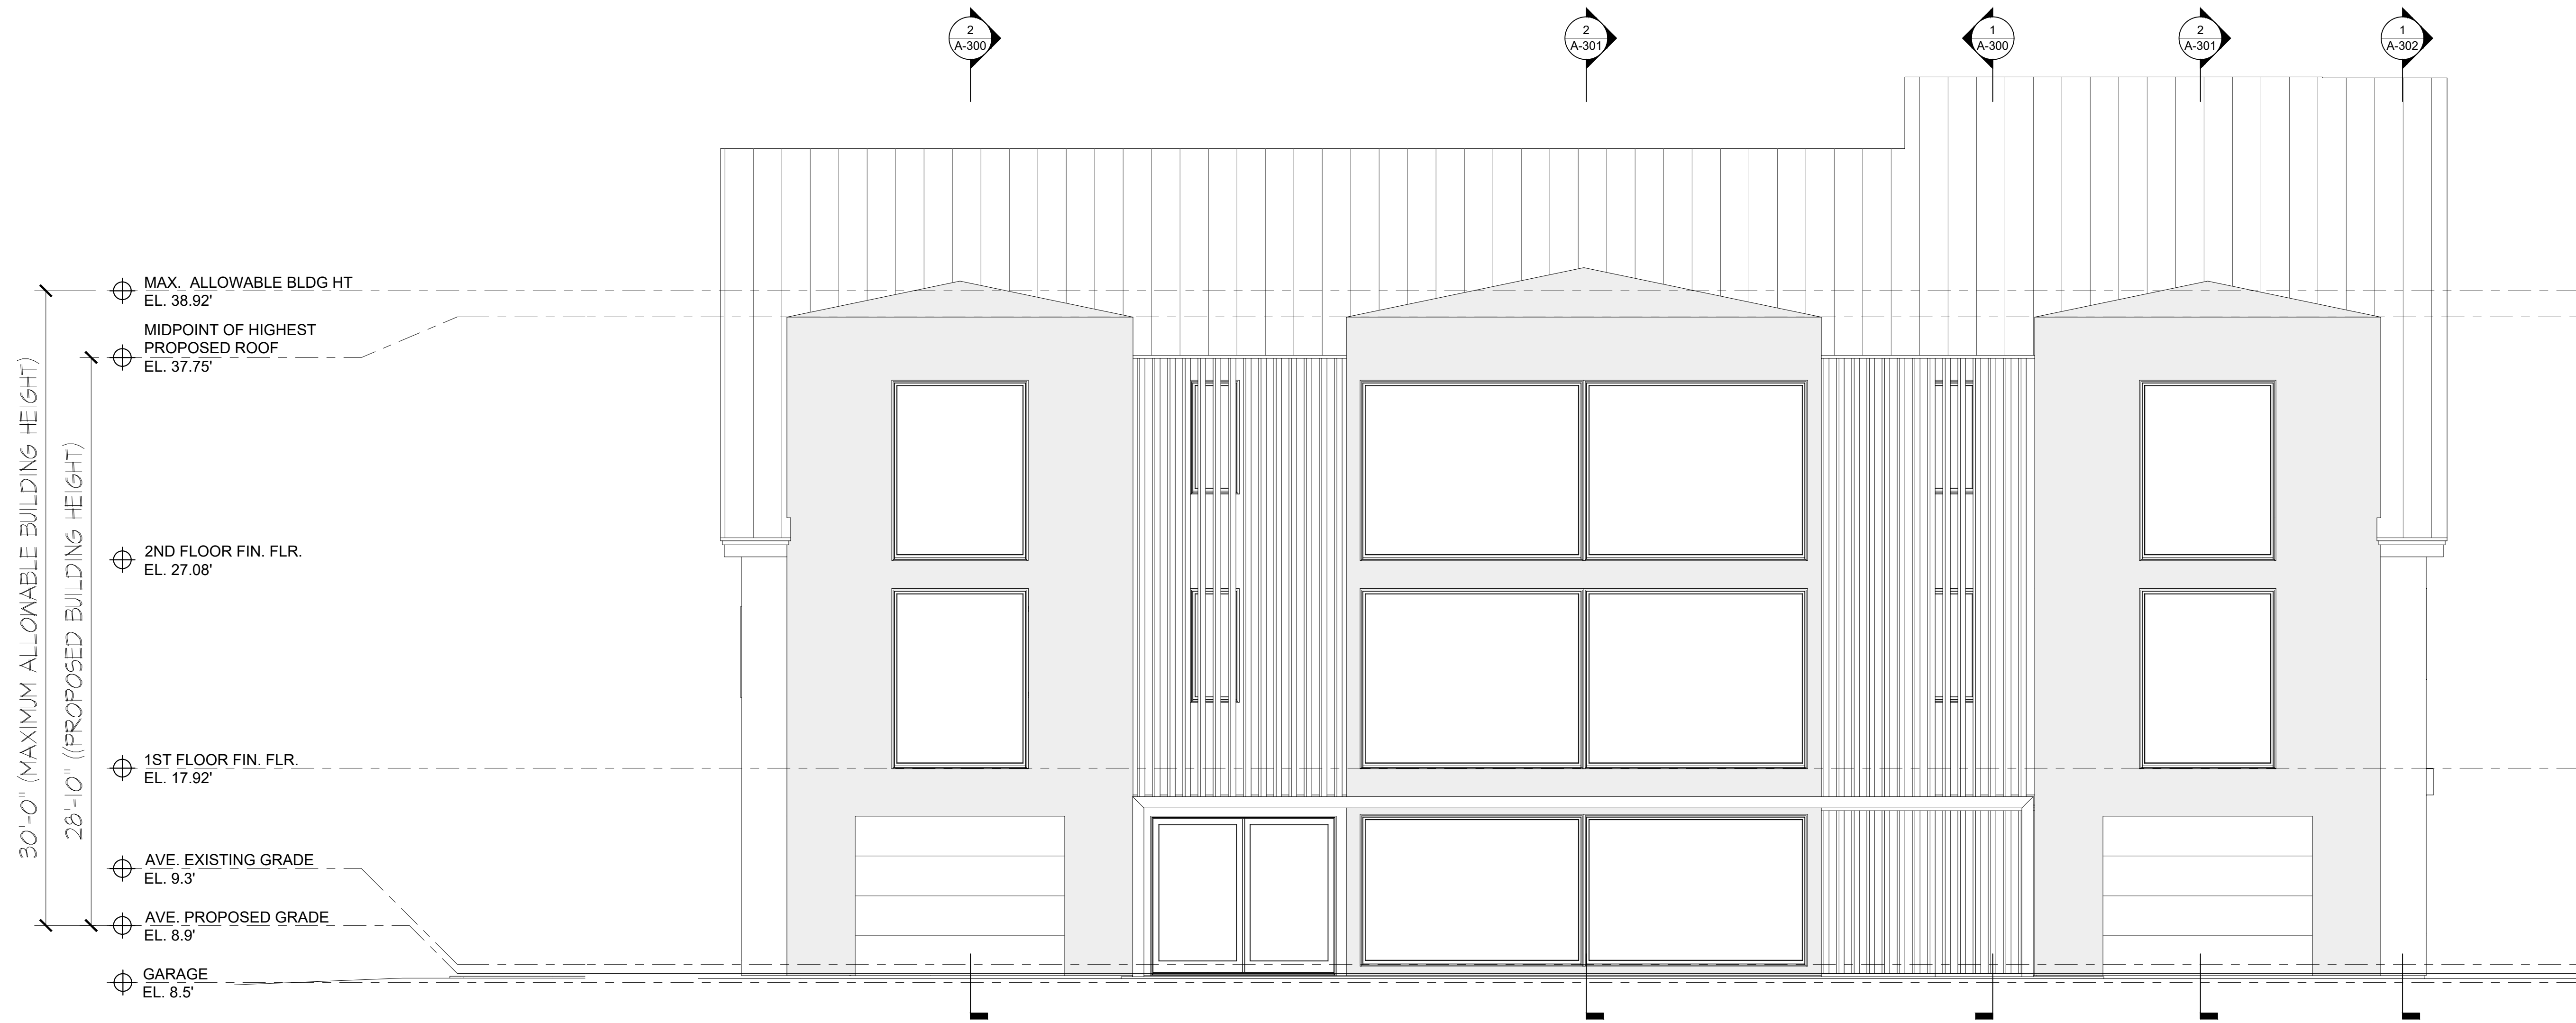 2
A-300
2
A-301
1
A-300
2
A-301
1
A-302
MAX. ALLOWABLE BLDG HT
EL. 38.92'
MIDPOINT OF HIGHEST
PROPOSED ROOF
EL. 37.75'
2ND FLOOR FIN. FLR.
EL. 27.08'
1ST FLOOR FIN. FLR.
EL. 17.92'
AVE. EXISTING GRADE
EL. 9.3'
AVE. PROPOSED GRADE
EL. 8.9'
GARAGE
EL. 8.5'
30'-0" (MAXIMUM ALLOWABLE BUILDING HEIGHT)
28'-10" ((PROPOSED BUILDING HEIGHT)